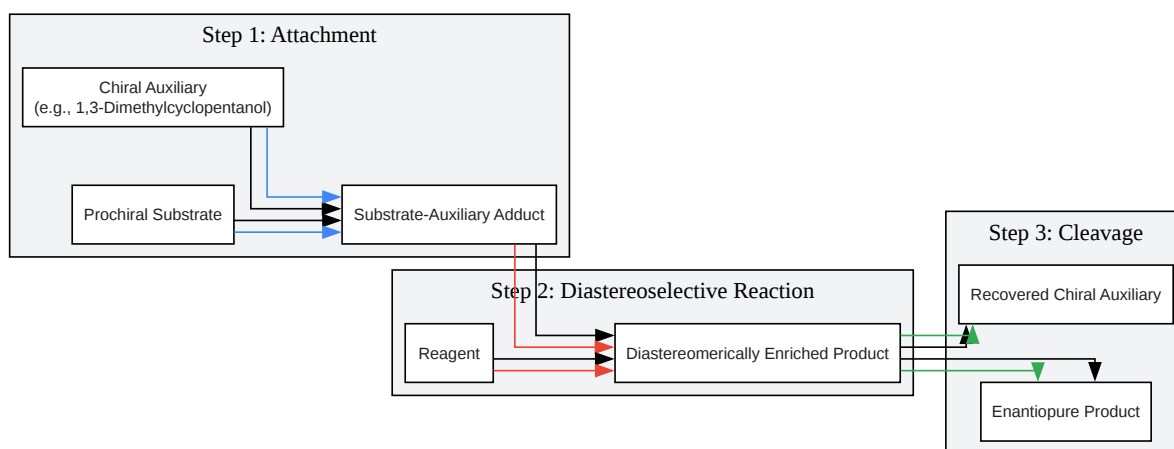 Step 1: Attachment
Chiral Auxiliary
(e.g., 1,3-Dimethylcyclopentanol)
Prochiral Substrate
Substrate-Auxiliary Adduct
Step 2: Diastereoselective Reaction
Reagent
Diastereomerically Enriched Product
Step 3: Cleavage
Recovered Chiral Auxiliary
Enantiopure Product